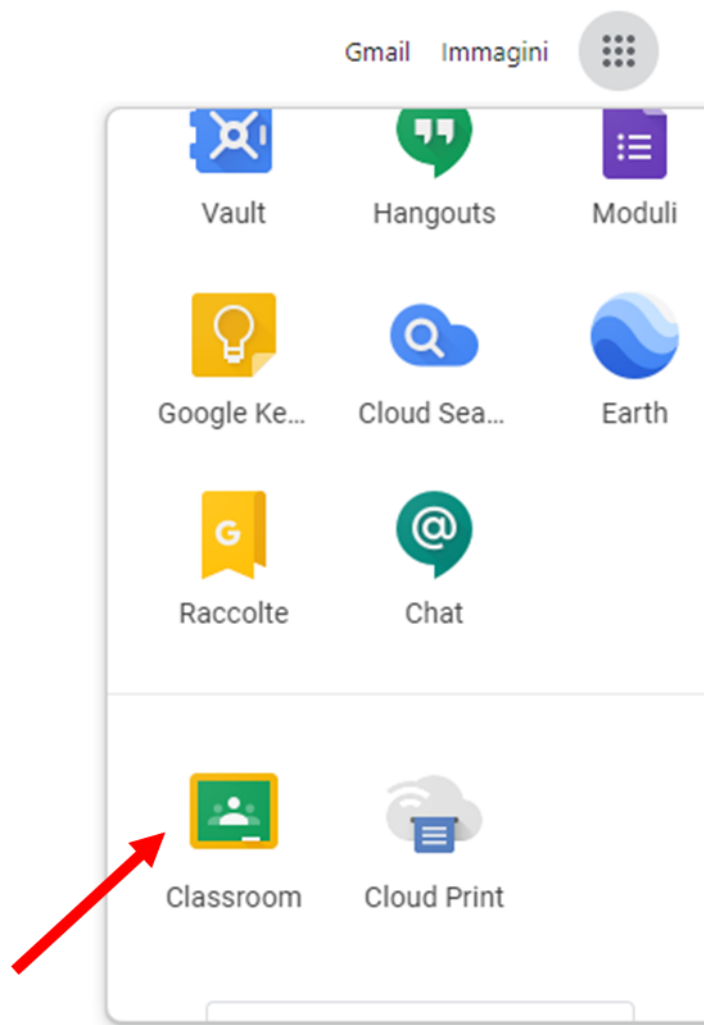 Gmail Immagini
Vault Hangouts Moduli
Google Ke... Cloud Sea... Earth
G @
Raccolte Chat
Classroom Cloud Print